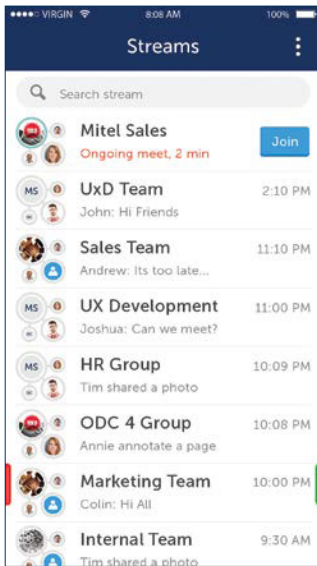 VIRGIN 8:08 AM 100%
Streams
Search stream
Mitel Sales
Ongoing meet, 2 min
Join
MS
UxD Team
2:10 PM
John: Hi Friends
Sales Team
11:10 PM
Andrew: Its too late...
MS
UX Development
11:00 PM
Joshua: Can we meet?
MS
HR Group
10:09 PM
Tim shared a photo
ODC 4 Group
10:08 PM
Annie annotate a page
Marketing Team
10:00 PM
Colin: Hi All
Internal Team
9:30 AM
Tim shared a photo